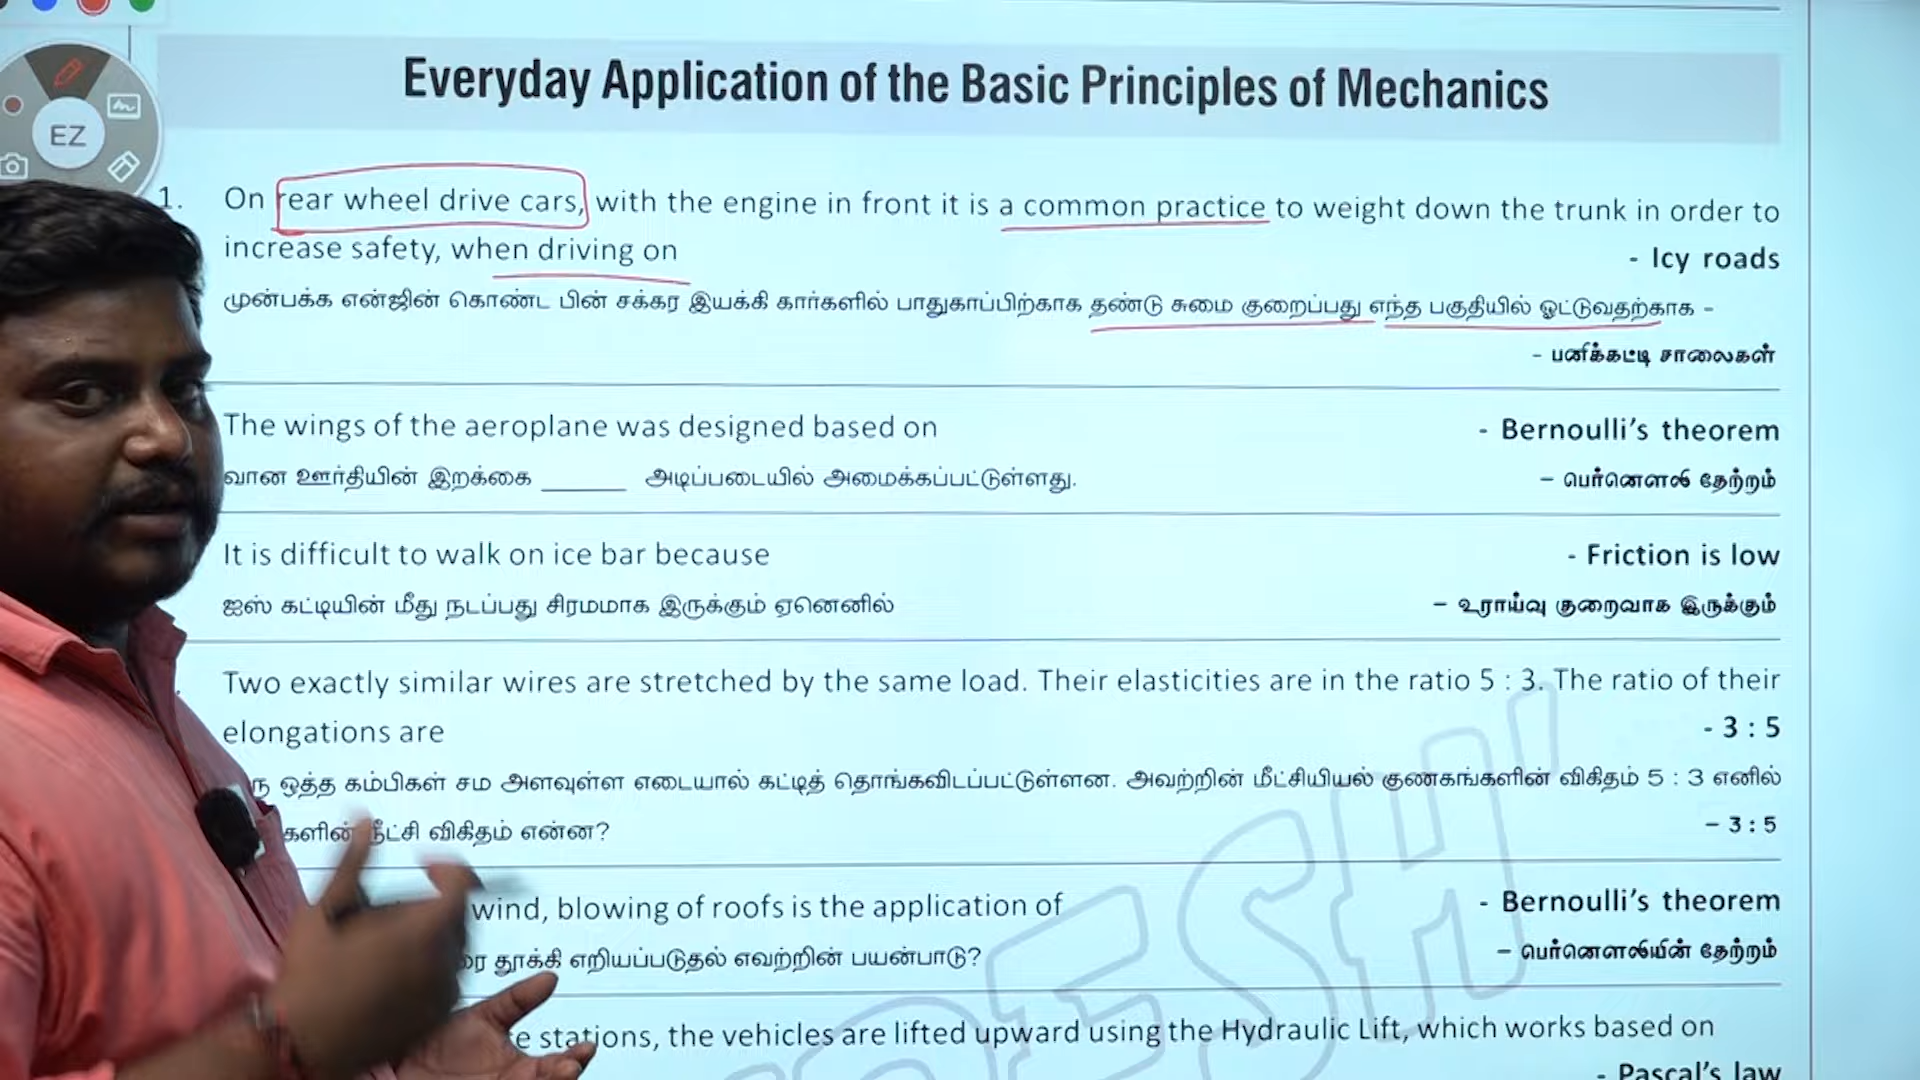 EZ
Everyday Application of the Basic Principles of Mechanics
1. On rear wheel drive cars, with the engine in front it is a common practice to weight down the trunk in order to
increase safety, when driving on - Icy roads
முன்பக்க என்ஜின் கொண்ட பின் சக்கர இயக்கி கார்களில் பாதுகாப்பிற்காக தண்டு சுமை குறைப்பது எந்த பகுதியில் ஓட்டுவதற்காக -
- பனிக்கட்டி சாலைகள்
The wings of the aeroplane was designed based on - Bernoulli's theorem
வான ஊர்தியின் இறக்கை ______ அடிப்படையில் அமைக்கப்பட்டுள்ளது. – பெர்னௌலி தேற்றம்
It is difficult to walk on ice bar because - Friction is low
ஐஸ் கட்டியின் மீது நடப்பது சிரமமாக இருக்கும் ஏனெனில் – உராய்வு குறைவாக இருக்கும்
Two exactly similar wires are stretched by the same load. Their elasticities are in the ratio 5 : 3. The ratio of their
elongations are - 3 : 5
ஒத்த கம்பிகள் சம அளவுள்ள எடையால் கட்டித் தொங்கவிடப்பட்டுள்ளன. அவற்றின் மீட்சியியல் குணகங்களின் விகிதம் 5 : 3 எனில்
களின் நீட்சி விகிதம் என்ன? – 3 : 5
wind, blowing of roofs is the application of - Bernoulli's theorem
தூக்கி எறியப்படுதல் எவற்றின் பயன்பாடு? – பெர்னௌலியின் தேற்றம்
stations, the vehicles are lifted upward using the Hydraulic Lift, which works based on
- Pascal's law